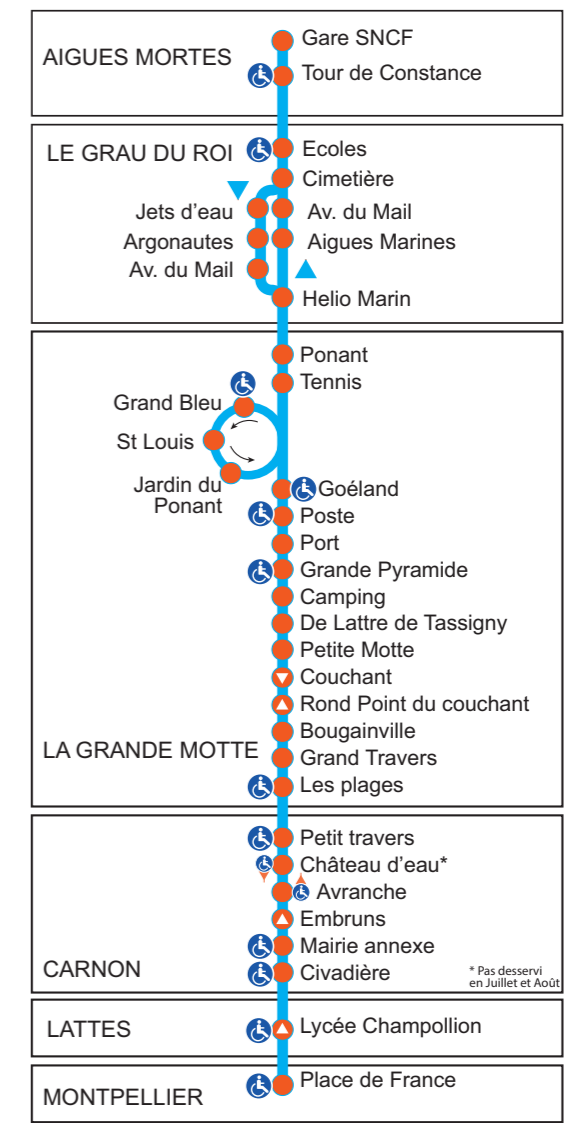 Gare SNCF
AIGUES MORTES
Tour de Constance
LE GRAU DU ROI
Ecoles
Cimetière
Jets d'eau
Av. du Mail
Argonautes
Aigues Marines
Av. du Mail
Helio Marin
Ponant
Tennis
Grand Bleu
St Louis
Jardin du
Ponant
Goéland
Poste
Port
Grande Pyramide
Camping
De Lattre de Tassigny
Petite Motte
Couchant
Rond Point du couchant
Bougainville
LA GRANDE MOTTE
Grand Travers
Les plages
Petit travers
Château d'eau*
Avranche
Embruns
Mairie annexe
CARNON
Civadière
* Pas desservi
en Juillet et Août
LATTES
Lycée Champollion
Place de France
MONTPELLIER